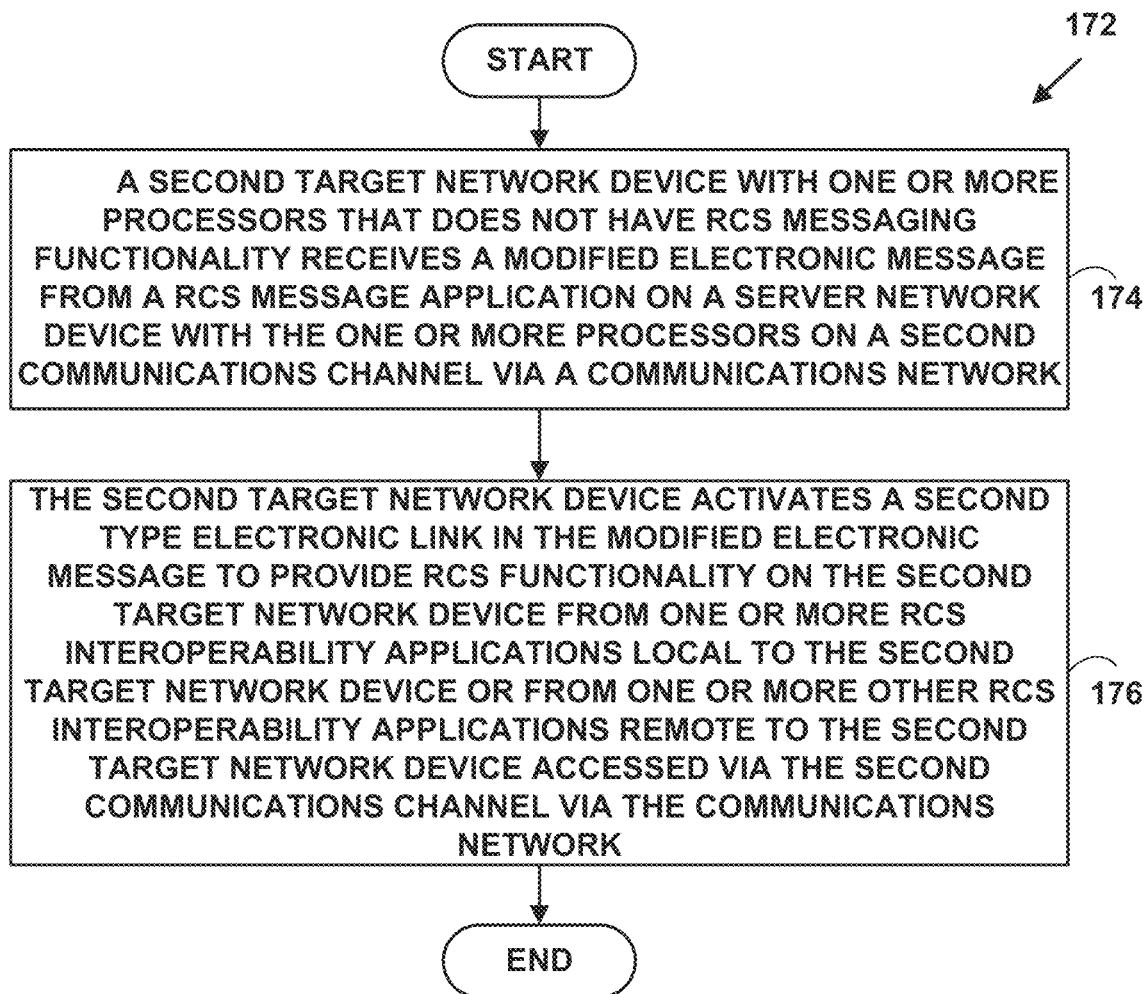 172
START
A SECOND TARGET NETWORK DEVICE WITH ONE OR MORE
PROCESSORS THAT DOES NOT HAVE RCS MESSAGING
FUNCTIONALITY RECEIVES A MODIFIED ELECTRONIC MESSAGE
FROM A RCS MESSAGE APPLICATION ON A SERVER NETWORK
DEVICE WITH THE ONE OR MORE PROCESSORS ON A SECOND
COMMUNICATIONS CHANNEL VIA A COMMUNICATIONS NETWORK
174
THE SECOND TARGET NETWORK DEVICE ACTIVATES A SECOND
TYPE ELECTRONIC LINK IN THE MODIFIED ELECTRONIC
MESSAGE TO PROVIDE RCS FUNCTIONALITY ON THE SECOND
TARGET NETWORK DEVICE FROM ONE OR MORE RCS
INTEROPERABILITY APPLICATIONS LOCAL TO THE SECOND
TARGET NETWORK DEVICE OR FROM ONE OR MORE OTHER RCS
INTEROPERABILITY APPLICATIONS REMOTE TO THE SECOND
TARGET NETWORK DEVICE ACCESSED VIA THE SECOND
COMMUNICATIONS CHANNEL VIA THE COMMUNICATIONS
NETWORK
176
END